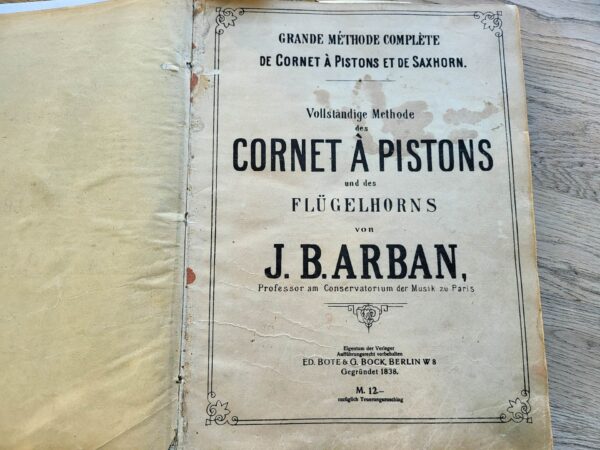 GRANDE MÉTHODE COMPLÈTE
DE CORNET À PISTONS ET DE SAXHORN.
Vollständige Methode
des
CORNET À PISTONS
und des
FLÜGELHORNS
von
J. B. ARBAN,
Professor am Conservatorium der Musik zu Paris
Eigentum der Verleger
Aufführungsrecht vorbehalten
ED. BOTE & G. BOCK, BERLIN W 8
Gegründet 1838.
M. 12.–
zuzüglich Teuerungszuschlag